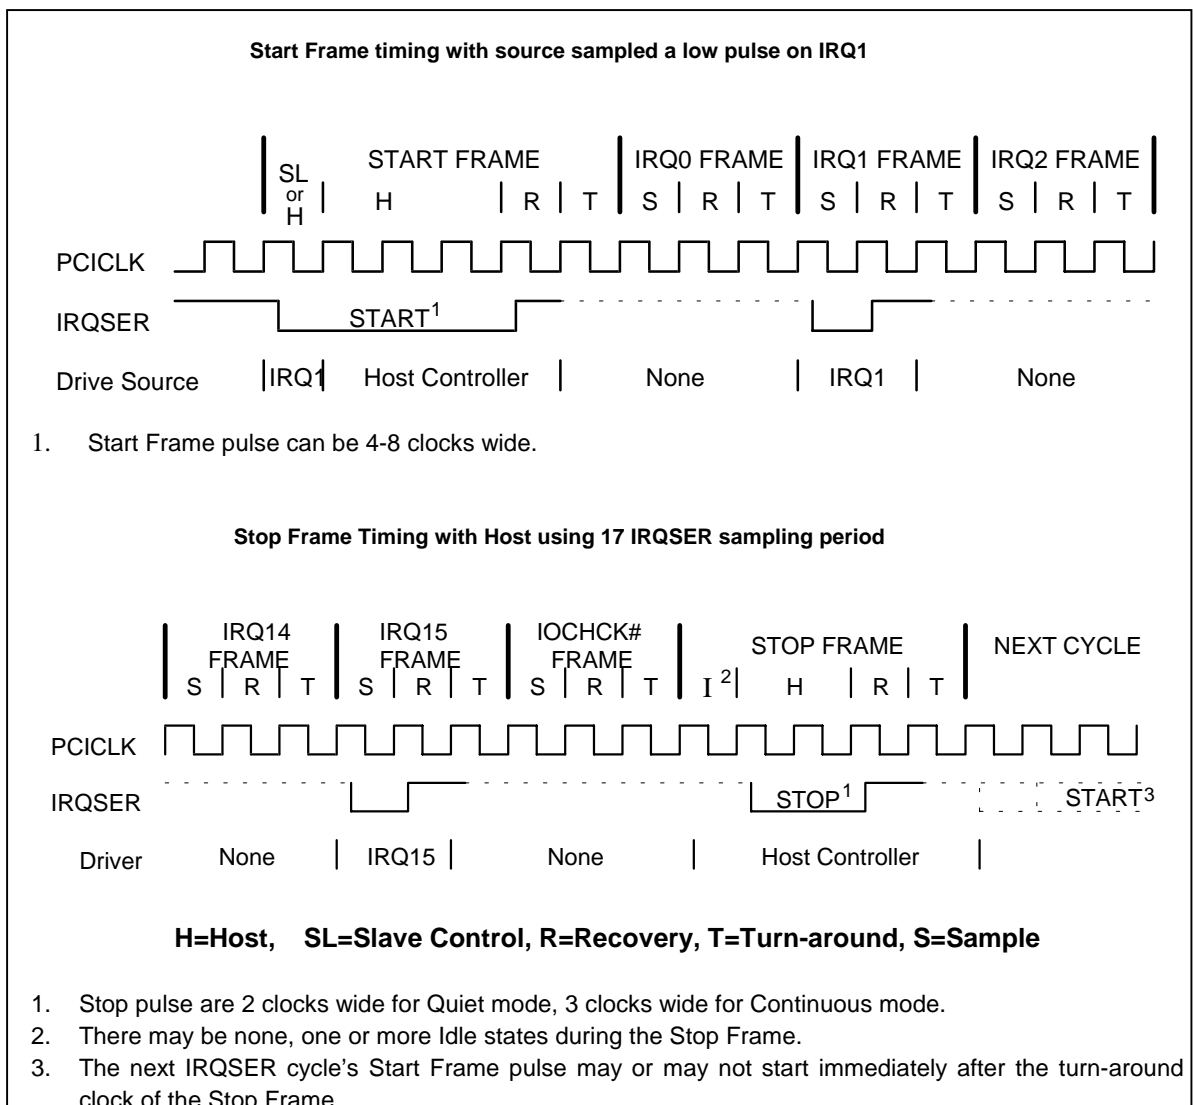 Start Frame timing with source sampled a low pulse on IRQ1
START FRAME IRQ0 FRAME IRQ1 FRAME IRQ2 FRAME
SL
or
H
H R T S R T S R T S R T
PCICLK
IRQSER START1
Drive Source IRQ1 Host Controller None IRQ1 None
1. Start Frame pulse can be 4-8 clocks wide.
Stop Frame Timing with Host using 17 IRQSER sampling period
IRQ14 IRQ15 IOCHCK#
FRAME FRAME FRAME STOP FRAME NEXT CYCLE
S R T S R T S R T I 2 H R T
PCICLK
IRQSER STOP1 START3
Driver None IRQ15 None Host Controller
H=Host, SL=Slave Control, R=Recovery, T=Turn-around, S=Sample
1. Stop pulse are 2 clocks wide for Quiet mode, 3 clocks wide for Continuous mode.
2. There may be none, one or more Idle states during the Stop Frame.
3. The next IRQSER cycle's Start Frame pulse may or may not start immediately after the turn-around
clock of the Stop Frame